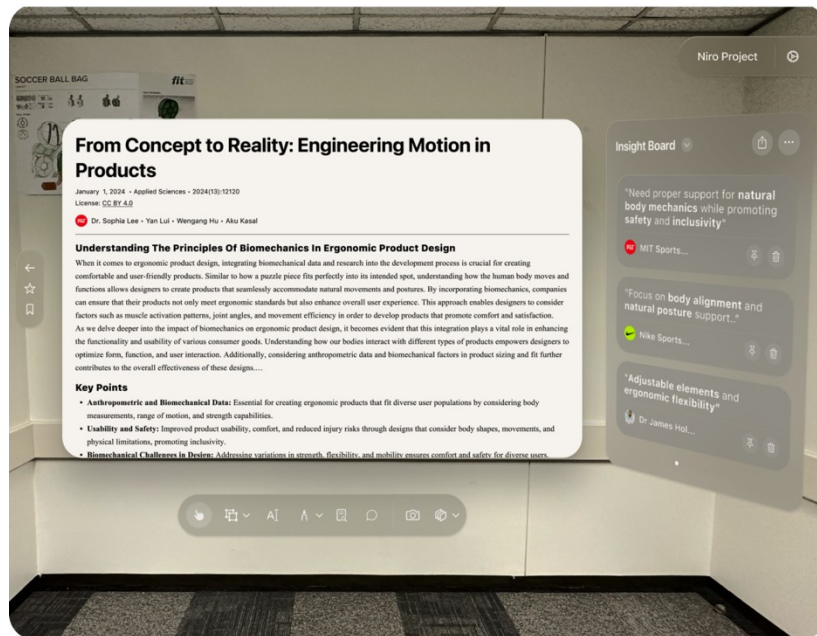 Niro Project
SOCCER BALL BAG
fit
From Concept to Reality: Engineering Motion in
Products
January 1, 2024 • Applied Sciences • 2024(13):12120
License: CC BY 4.0
Dr. Sophia Lee • Yan Lui • Wengang Hu • Aku Kasal
Understanding The Principles Of Biomechanics In Ergonomic Product Design
When it comes to ergonomic product design, integrating biomechanical data and research into the development process is crucial for creating
comfortable and user-friendly products. Similar to how a puzzle piece fits perfectly into its intended spot, understanding how the human body moves and
functions allows designers to create products that seamlessly accommodate natural movements and postures. By incorporating biomechanics, companies
can ensure that their products not only meet ergonomic standards but also enhance overall user experience. This approach enables designers to consider
factors such as muscle activation patterns, joint angles, and movement efficiency in order to develop products that promote comfort and satisfaction.
As we delve deeper into the impact of biomechanics on ergonomic product design, it becomes evident that this integration plays a vital role in enhancing
the functionality and usability of various consumer goods. Understanding how our bodies interact with different types of products empowers designers to
optimize form, function, and user interaction. Additionally, considering anthropometric data and biomechanical factors in product sizing and fit further
contributes to the overall effectiveness of these designs....
Key Points
• Anthropometric and Biomechanical Data: Essential for creating ergonomic products that fit diverse user populations by considering body
measurements, range of motion, and strength capabilities.
• Usability and Safety: Improved product usability, comfort, and reduced injury risks through designs that consider body shapes, movements, and
physical limitations, promoting inclusivity.
• Biomechanical Challenges in Design: Addressing variations in strength, flexibility, and mobility ensures comfort and safety for diverse users.
Insight Board
"Need proper support for natural
body mechanics while promoting
safety and inclusivity"
MIT Sports...
"Focus on body alignment and
natural posture support.."
Nike Sports...
"Adjustable elements and
ergonomic flexibility"
Dr James Hol...